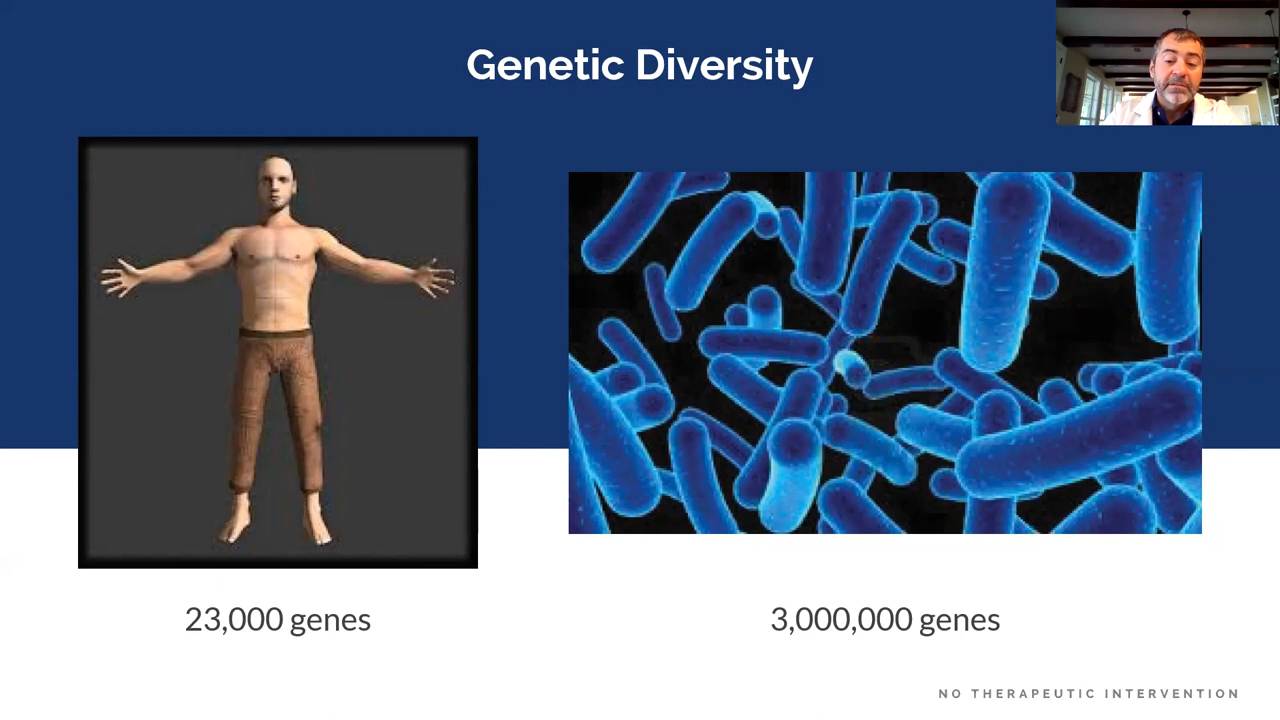 Genetic Diversity
23,000 genes
3,000,000 genes
NO THERAPEUTIC INTERVENTION